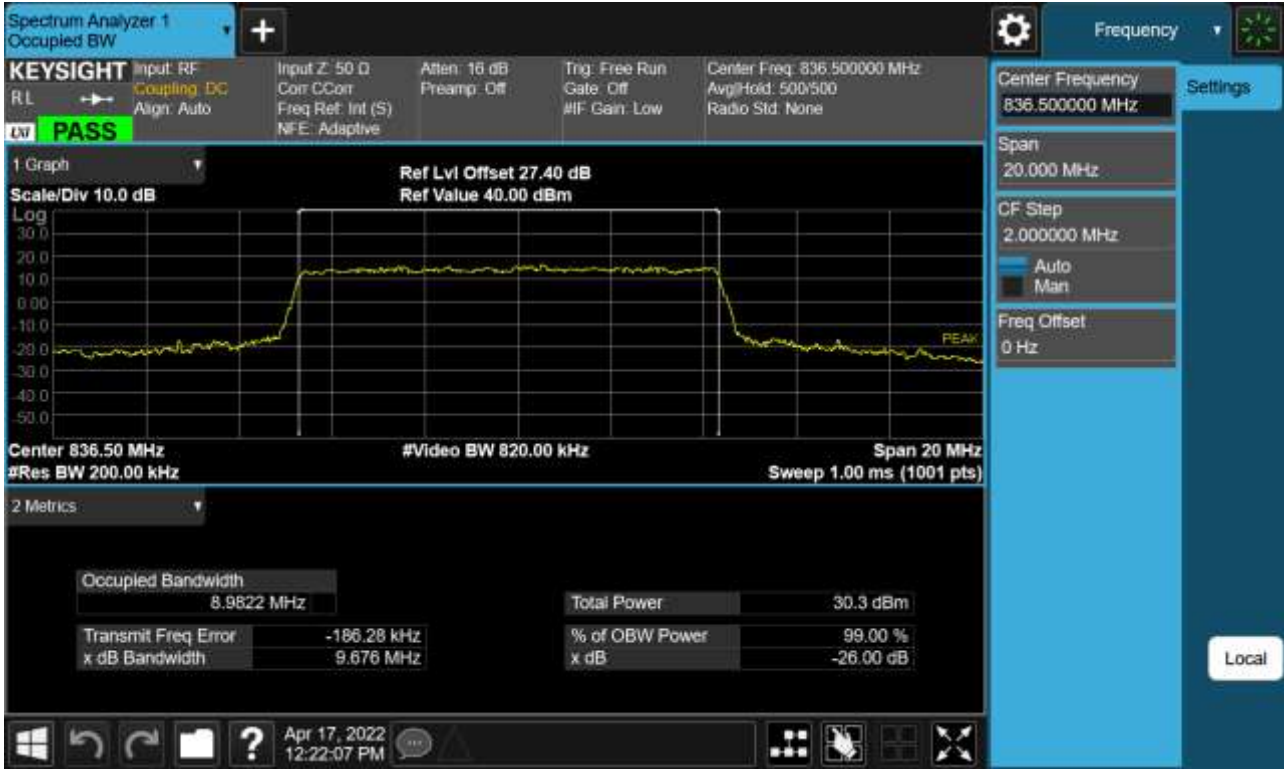 Spectrum Analyzer 1
Occupied BW
Frequency
KEYSIGHT
RL
Input: RF
Coupling: DC
Align: Auto
Input Z: 50 Ω
Corr CCorr
Freq Ref: Int (S)
NFE: Adaptive
Atten: 16 dB
Preamp: Off
Trig: Free Run
Gate: Off
#IF Gain: Low
Center Freq: 836.500000 MHz
Avg|Hold: 500/500
Radio Std: None
LXI
PASS
1 Graph
Scale/Div 10.0 dB
Ref Lvl Offset 27.40 dB
Ref Value 40.00 dBm
Log
30.0
20.0
10.0
0.00
-10.0
-20.0
-30.0
-40.0
-50.0
PEAK
Center 836.50 MHz
#Res BW 200.00 kHz
#Video BW 820.00 kHz
Span 20 MHz
Sweep 1.00 ms (1001 pts)
2 Metrics
Occupied Bandwidth
8.9822 MHz
Transmit Freq Error -186.28 kHz
x dB Bandwidth 9.676 MHz
Total Power 30.3 dBm
% of OBW Power 99.00 %
x dB -26.00 dB
Center Frequency
836.500000 MHz
Span
20.000 MHz
CF Step
2.000000 MHz
Auto
Man
Freq Offset
0 Hz
Settings
Local
Apr 17, 2022
12:22:07 PM